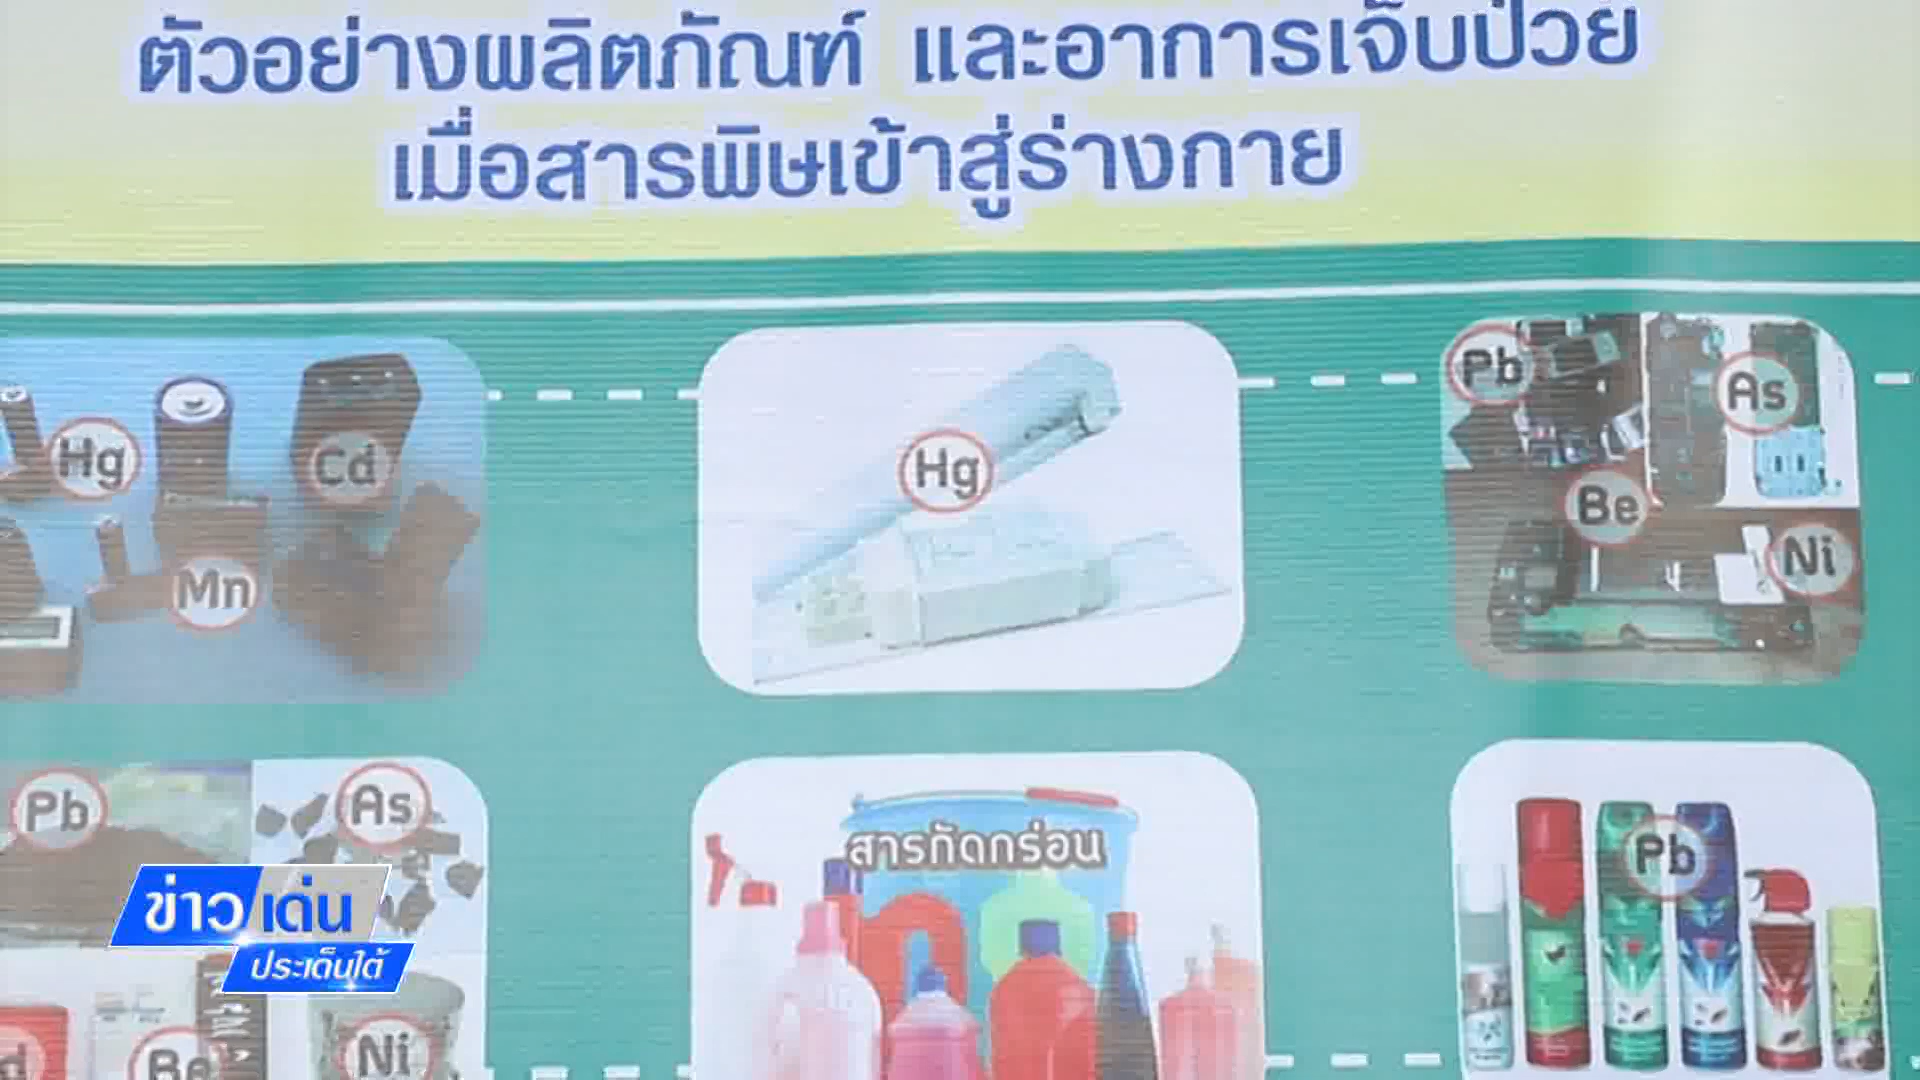 ตัวอย่างผลิตภัณฑ์ และอาการเจ็บป่วย
เมื่อสารพิษเข้าสู่ร่างกาย
Hg
Cd
Mn
Hg
Pb
As
Be
Ni
Pb
As
Be
Ni
สารกัดกร่อน
Pb
ข่าวเด่น
ประเด็นใต้